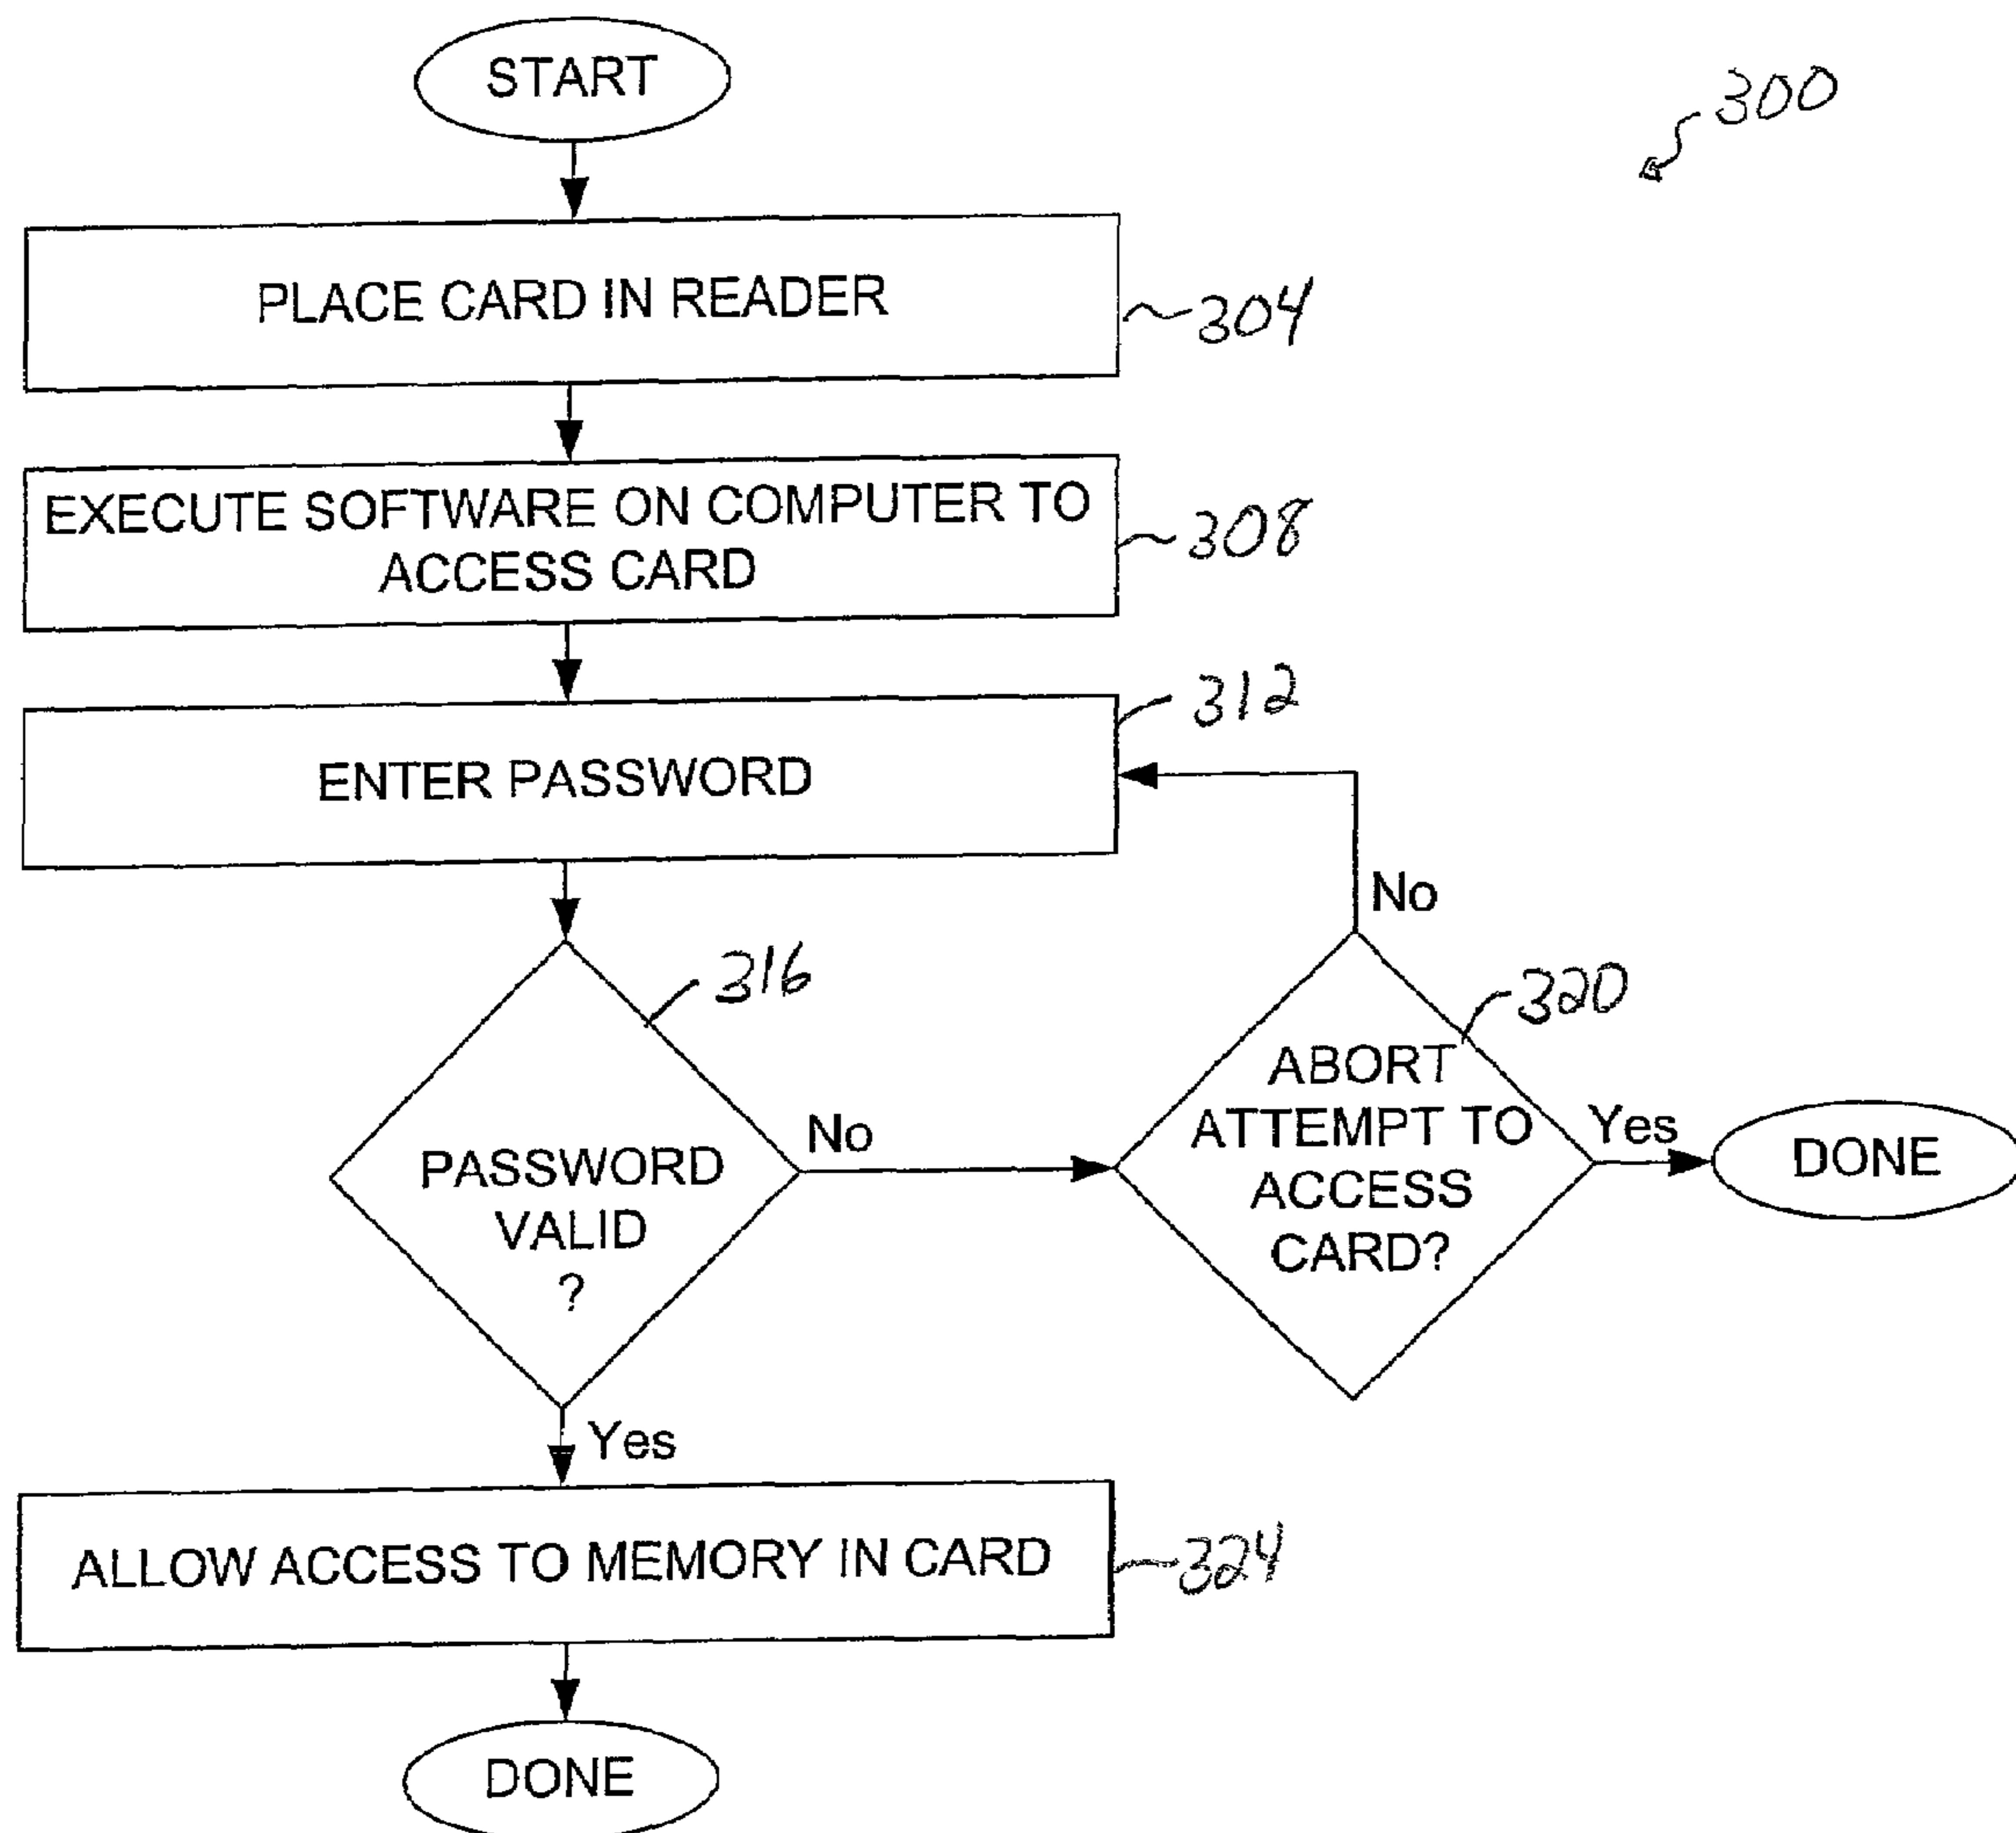 START
300
PLACE CARD IN READER
304
EXECUTE SOFTWARE ON COMPUTER TO
ACCESS CARD
308
312
ENTER PASSWORD
No
316
320
PASSWORD
VALID
?
No
ABORT
ATTEMPT TO
ACCESS
CARD?
Yes
DONE
Yes
ALLOW ACCESS TO MEMORY IN CARD
324
DONE